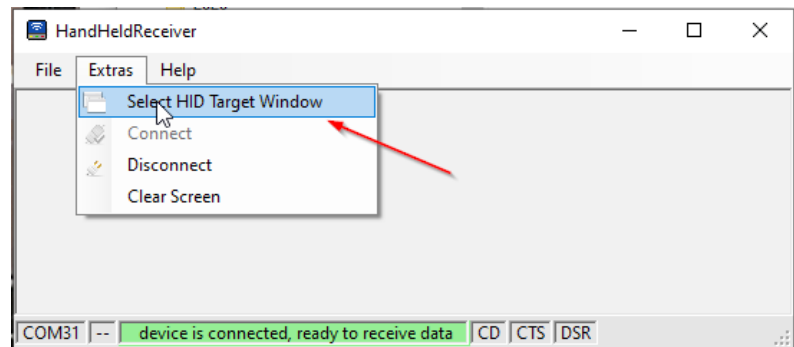 HandHeldReceiver
File Extras Help
Select HID Target Window
Connect
Disconnect
Clear Screen
COM31 -- device is connected, ready to receive data CD CTS DSR